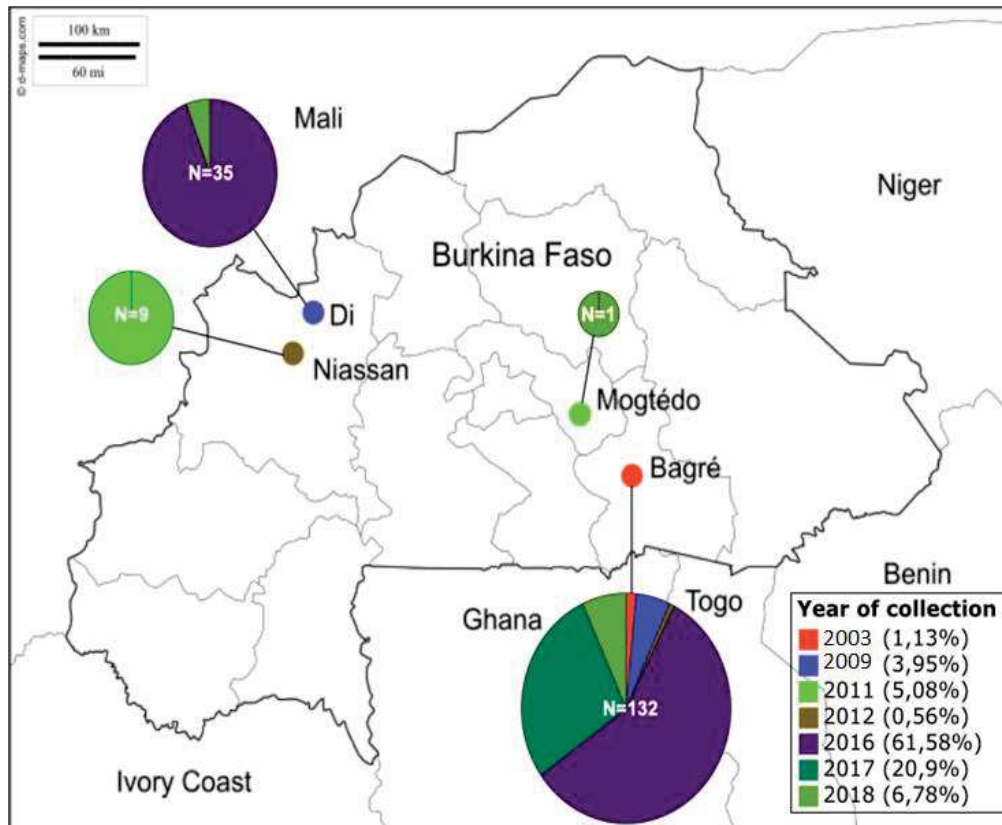 100 km
60 mi
© d-maps.com
Mali
Niger
N=35
Burkina Faso
N=9
N=1
Di
Niassan
Mogtédo
Bagré
Benin
Ghana
Togo
N=132
Ivory Coast
Year of collection
2003 (1,13%)
2009 (3,95%)
2011 (5,08%)
2012 (0,56%)
2016 (61,58%)
2017 (20,9%)
2018 (6,78%)